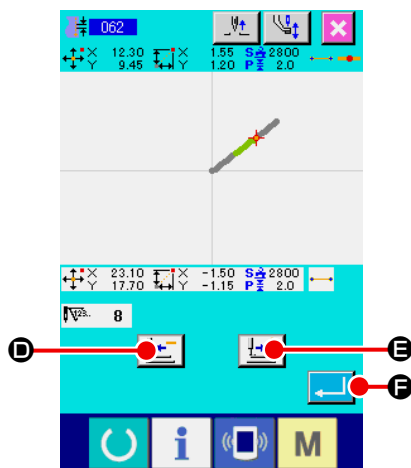 062
X 12.30 X 1.55 S 2800
Y 9.45 Y 1.20 P 2.0
X 23.10 X -1.50 S 2800
Y 17.70 Y -1.15 P 2.0
123.. 8
D E
F
i M